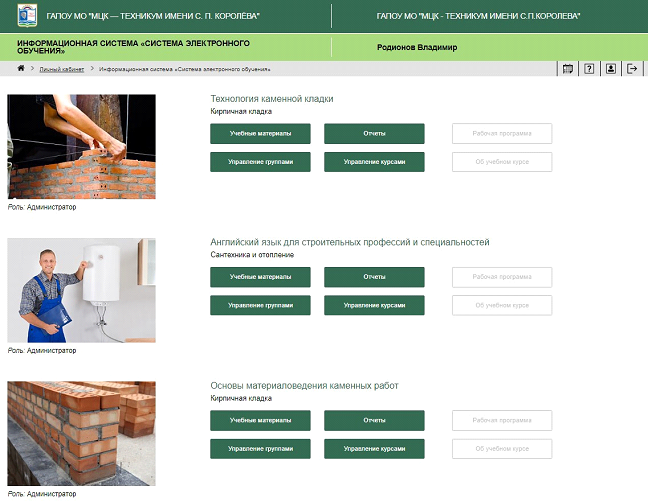 ГАПОУ МО "МЦК — ТЕХНИКУМ ИМЕНИ С. П. КОРОЛЁВА"
ГАПОУ МО "МЦК - ТЕХНИКУМ ИМЕНИ С.П.КОРОЛЕВА"
ИНФОРМАЦИОННАЯ СИСТЕМА «СИСТЕМА ЭЛЕКТРОННОГО
ОБУЧЕНИЯ»
Родионов Владимир
Личный кабинет > Информационная система «Система электронного обучения»
Технология каменной кладки
Кирпичная кладка
Учебные материалы Отчеты Рабочая программа
Управление группами Управление курсами Об учебном курсе
Роль: Администратор
Английский язык для строительных профессий и специальностей
Сантехника и отопление
Учебные материалы Отчеты Рабочая программа
Управление группами Управление курсами Об учебном курсе
Роль: Администратор
Основы материаловедения каменных работ
Кирпичная кладка
Учебные материалы Отчеты Рабочая программа
Управление группами Управление курсами Об учебном курсе
Роль: Администратор